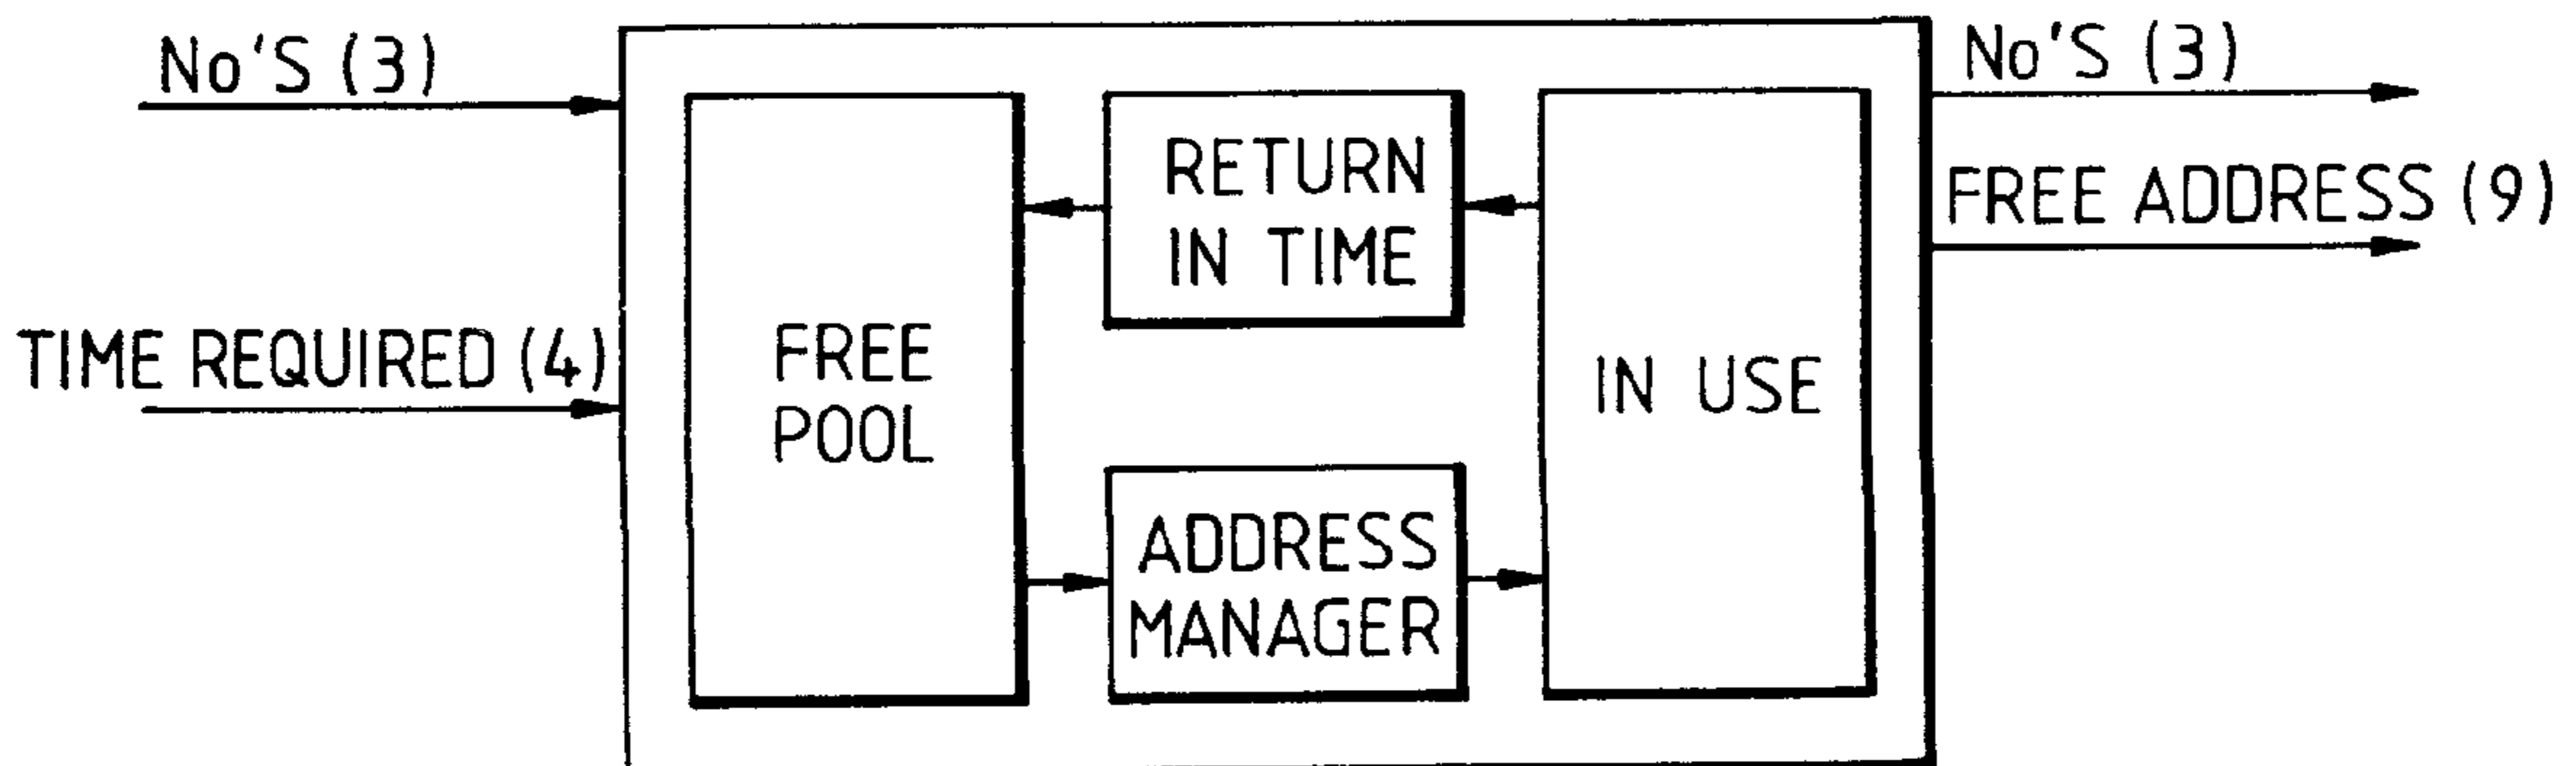 No'S (3)
TIME REQUIRED (4)
FREE
POOL
RETURN
IN TIME
ADDRESS
MANAGER
IN USE
No'S (3)
FREE ADDRESS (9)